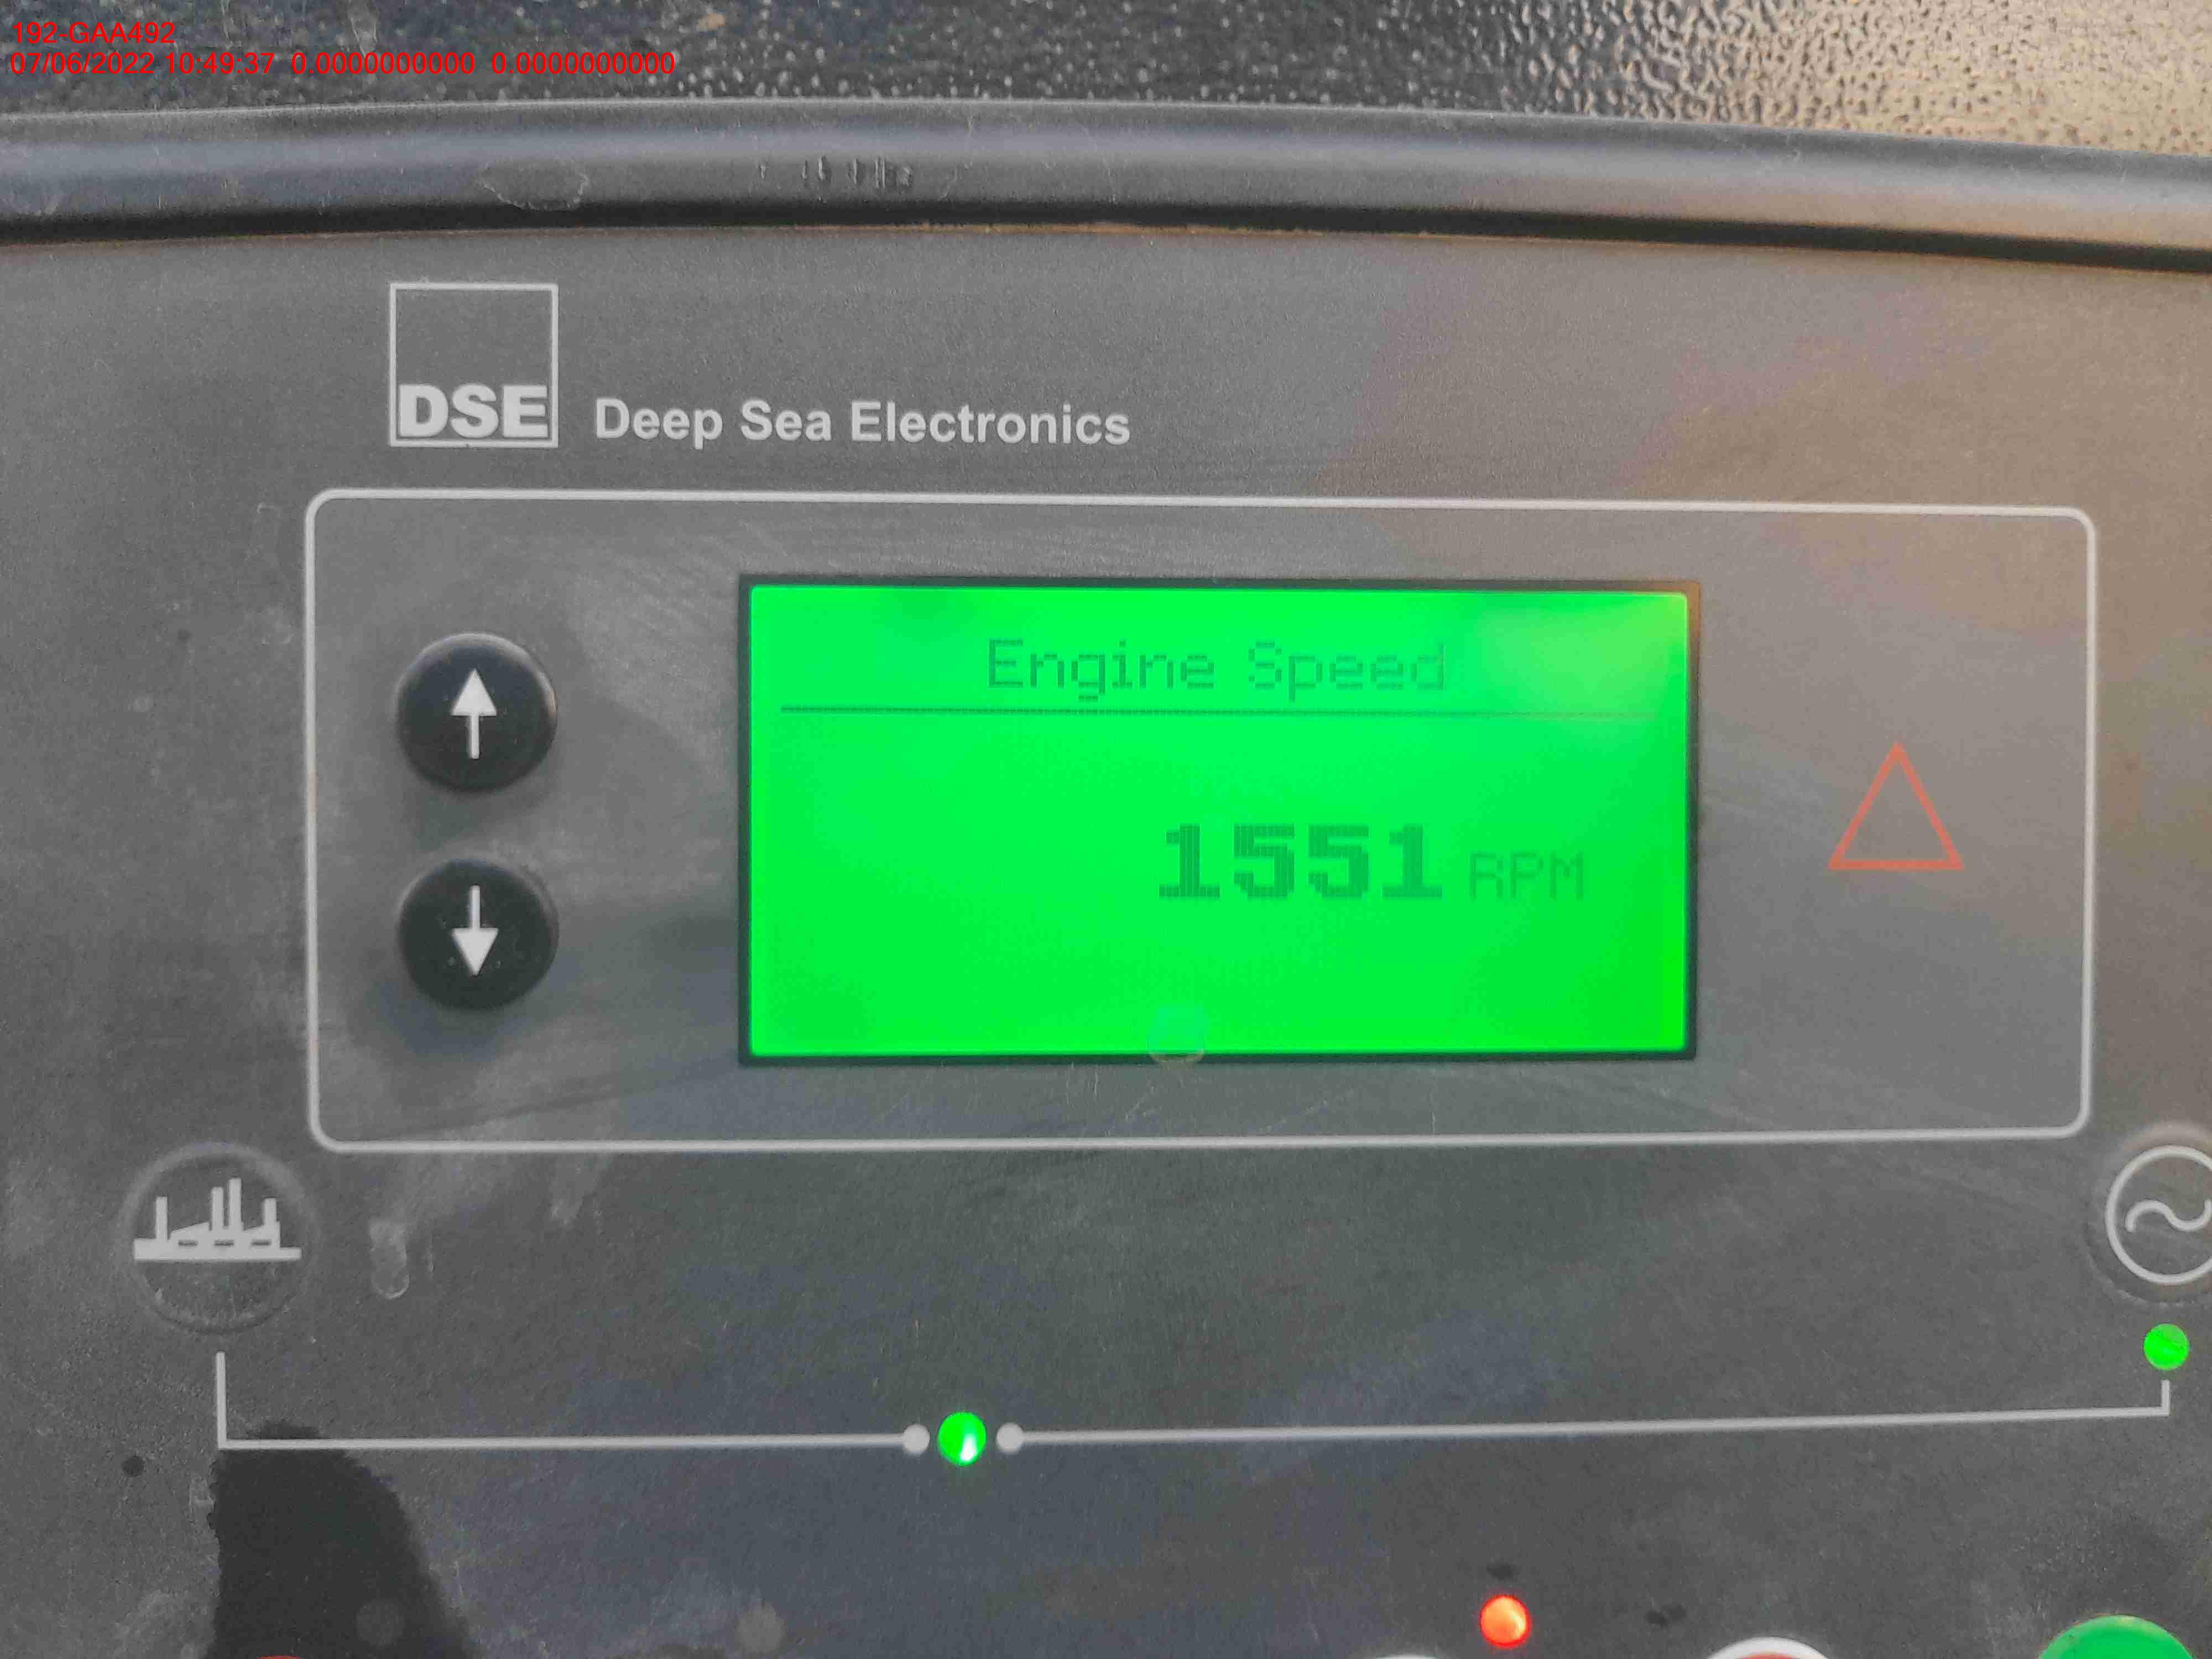 192-GAA492
07/06/2022 10:49:37 0.0000000000 0.0000000000
DSE Deep Sea Electronics
Engine Speed
1551 RPM